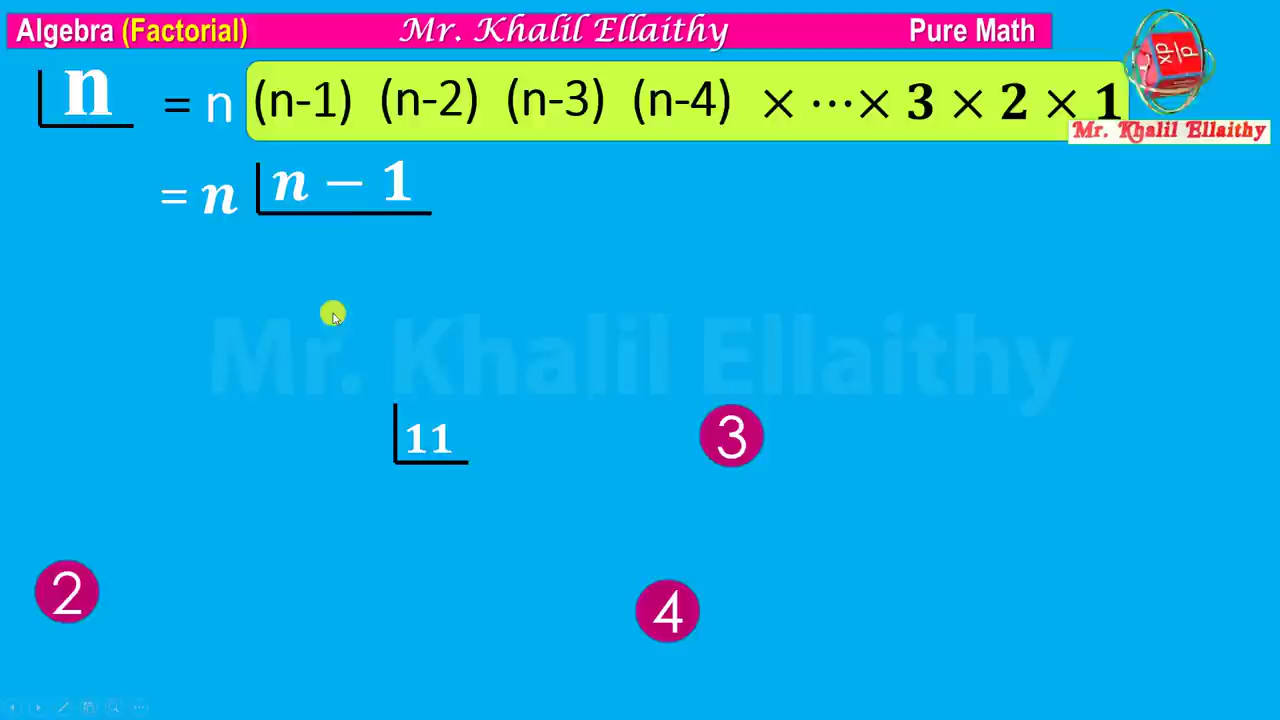 Algebra (Factorial) Mr. Khalil Ellaithy Pure Math
n = n (n-1) (n-2) (n-3) (n-4) × ⋯ × 3 × 2 × 1
Mr. Khalil Ellaithy
= n n − 1
Mr. Khalil Ellaithy
11
3
2
4